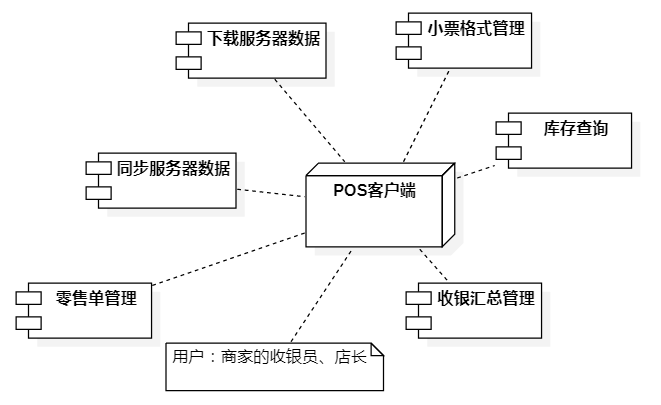 小票格式管理
下载服务器数据
库存查询
同步服务器数据
POS客户端
零售单管理
收银汇总管理
用户：商家的收银员、店长